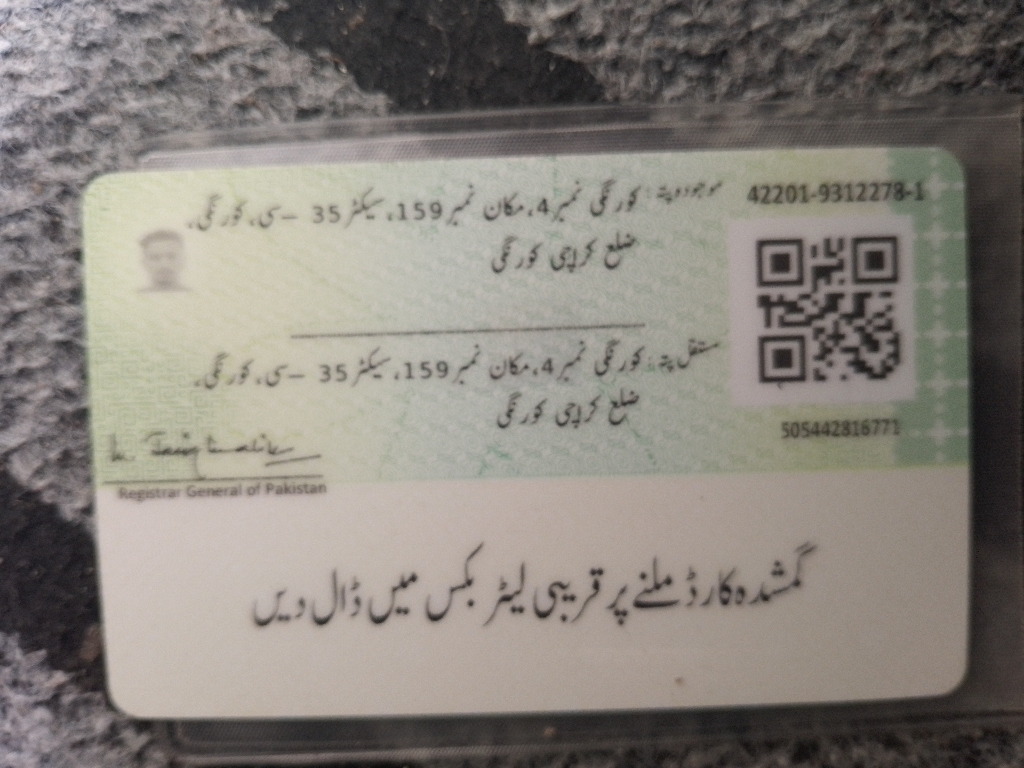 42201-9312278-1
موجودہ پتہ: کورنگی نمبر 4، مکان نمبر 159، سیکٹر 35 –سی، کورنگی،
ضلع کراچی کورنگی
مستقل پتہ: کورنگی نمبر 4، مکان نمبر 159، سیکٹر 35 –سی، کورنگی،
ضلع کراچی کورنگی
505442816771
Registrar General of Pakistan
گمشدہ کارڈ ملنے پر قریبی لیٹر بکس میں ڈال دیں